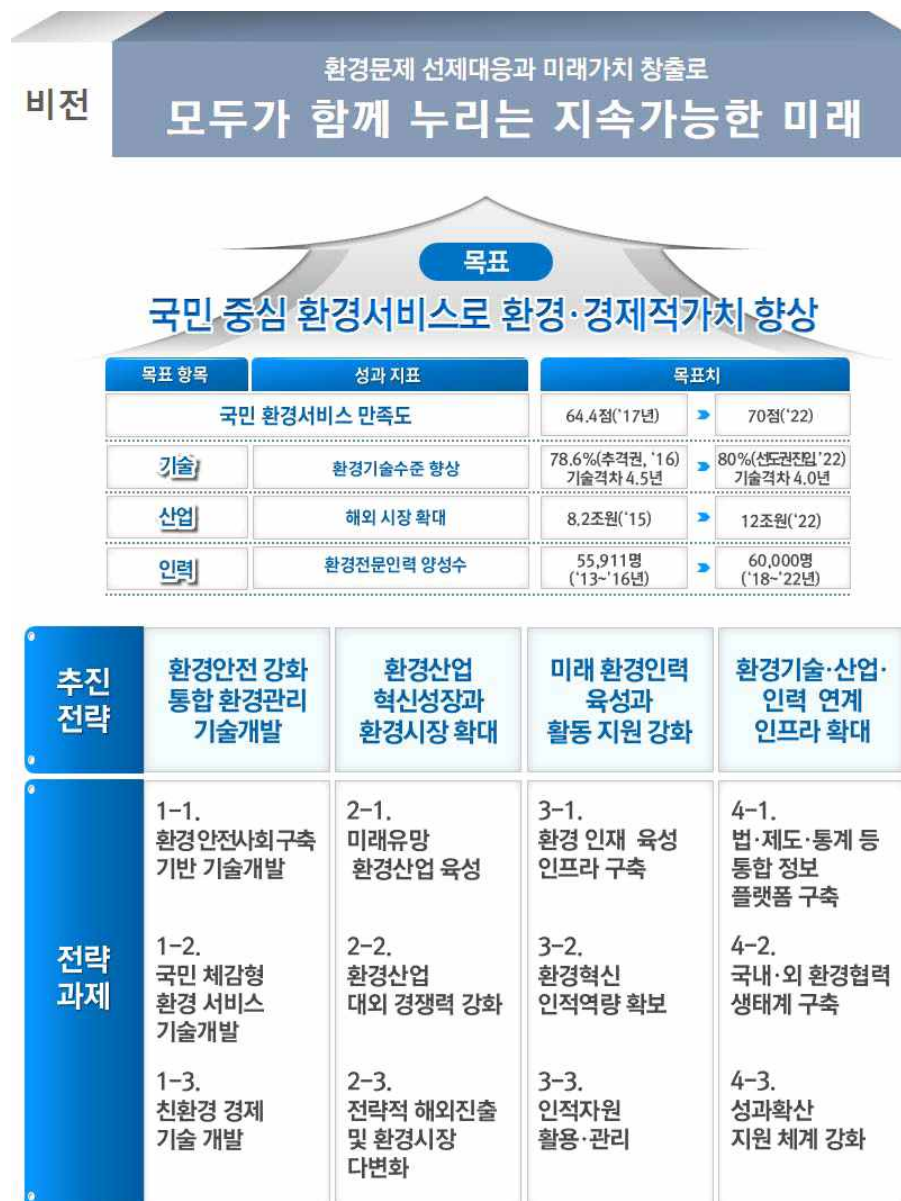 비전
환경문제 선제대응과 미래가치 창출로
모두가 함께 누리는 지속가능한 미래
목표
국민 중심 환경서비스로 환경·경제적가치 향상
목표 항목 성과 지표 목표치
국민 환경서비스 만족도 64.4점('17년) 70점('22)
기술 환경기술수준 향상 78.6%(추격권, '16) 80%(선도권진입, '22)
기술격차 4.5년 기술격차 4.0년
산업 해외 시장 확대 8.2조원('15) 12조원('22)
인력 환경전문인력 양성수 55,911명 60,000명
('13~'16년) ('18~'22년)
추진
전략
환경안전 강화
통합 환경관리
기술개발
환경산업
혁신성장과
환경시장 확대
미래 환경인력
육성과
활동 지원 강화
환경기술·산업·
인력 연계
인프라 확대
전략
과제
1-1.
환경안전사회구축
기반 기술개발
1-2.
국민 체감형
환경 서비스
기술개발
1-3.
친환경 경제
기술 개발
2-1.
미래유망
환경산업 육성
2-2.
환경산업
대외 경쟁력 강화
2-3.
전략적 해외진출
및 환경시장
다변화
3-1.
환경 인재 육성
인프라 구축
3-2.
환경혁신
인적역량 확보
3-3.
인적자원
활용·관리
4-1.
법·제도·통계 등
통합 정보
플랫폼 구축
4-2.
국내·외 환경협력
생태계 구축
4-3.
성과확산
지원 체계 강화